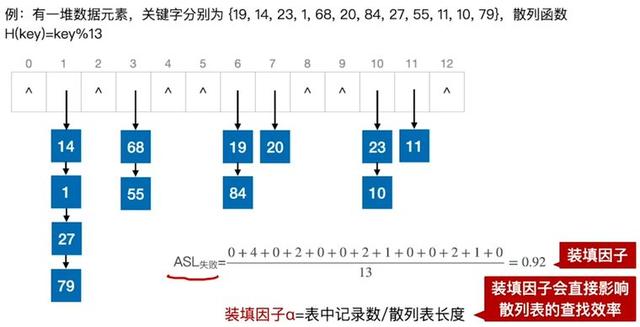 例：有一堆数据元素，关键字分别为 {19, 14, 23, 1, 68, 20, 84, 27, 55, 11, 10, 79}，散列函数
H(key)=key%13
0 1 2 3 4 5 6 7 8 9 10 11 12
^ ^ ^ ^ ^ ^ ^
14 68 19 20 23 11
1 55 84 10
27
79
ASL失败=0 + 4 + 0 + 2 + 0 + 0 + 2 + 1 + 0 + 0 + 2 + 1 + 0
13
= 0.92
装填因子
装填因子会直接影响
散列表的查找效率
装填因子α=表中记录数/散列表长度